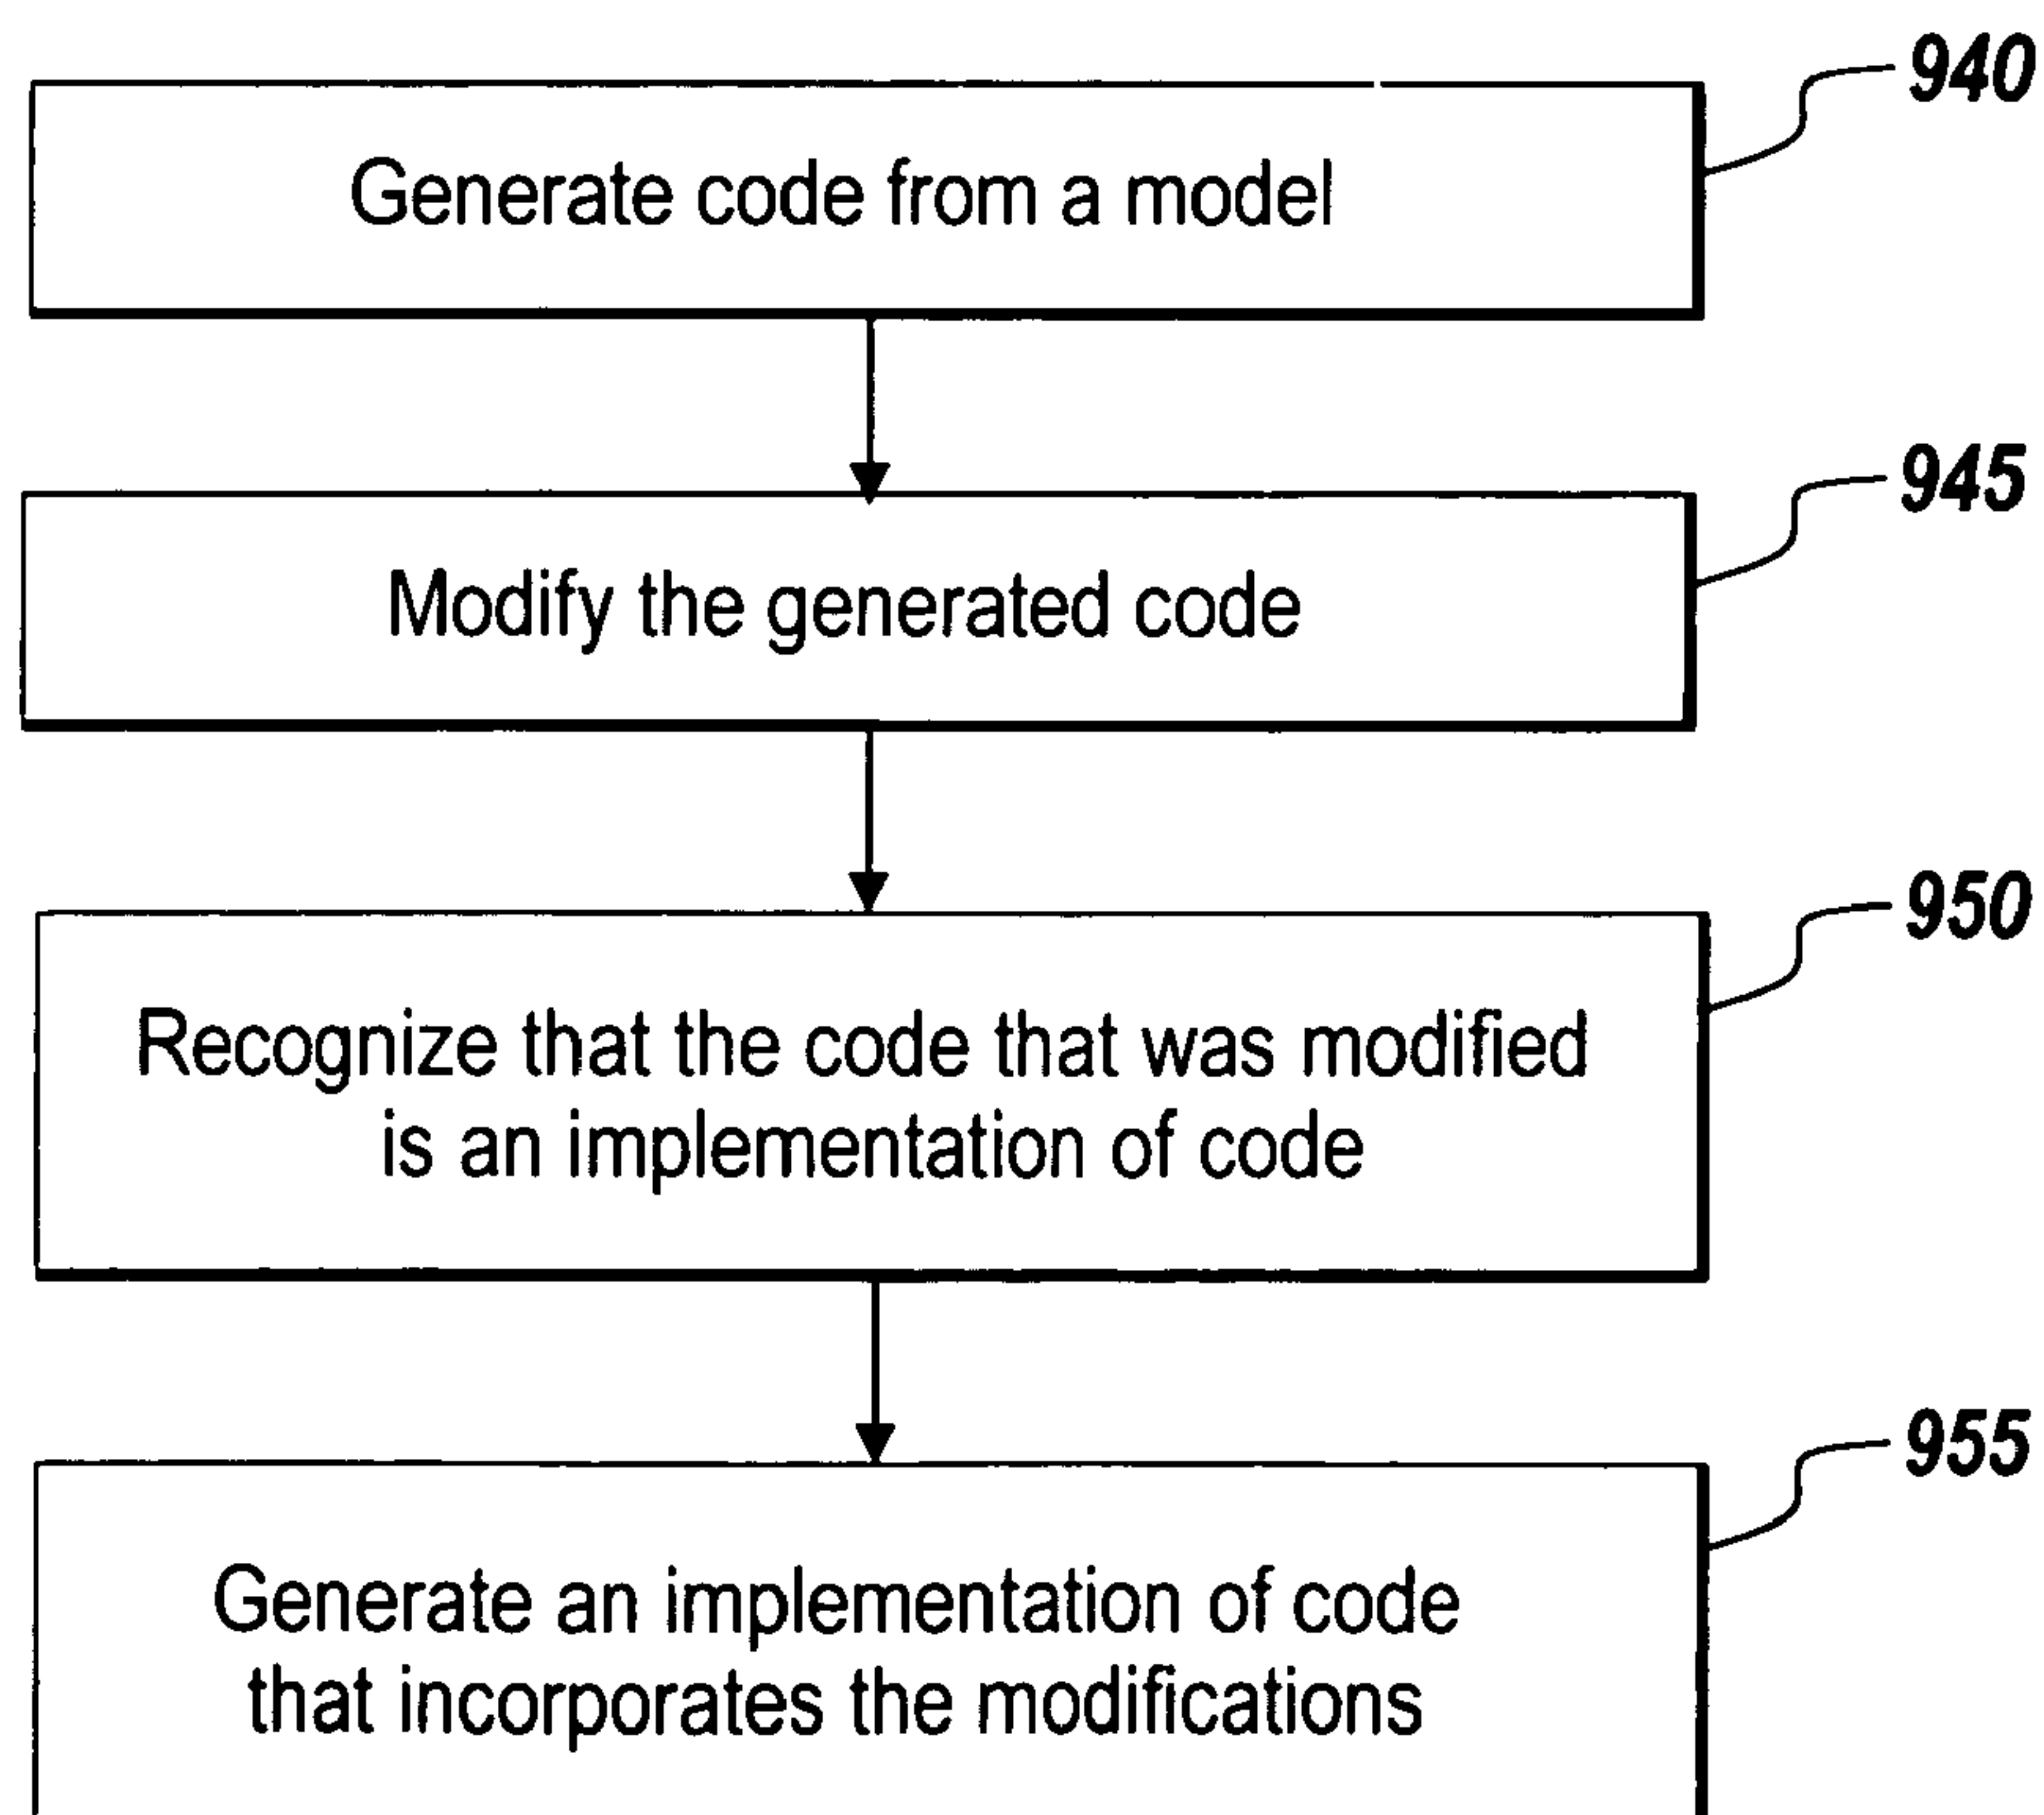 940
Generate code from a model
945
Modify the generated code
950
Recognize that the code that was modified
is an implementation of code
955
Generate an implementation of code
that incorporates the modifications